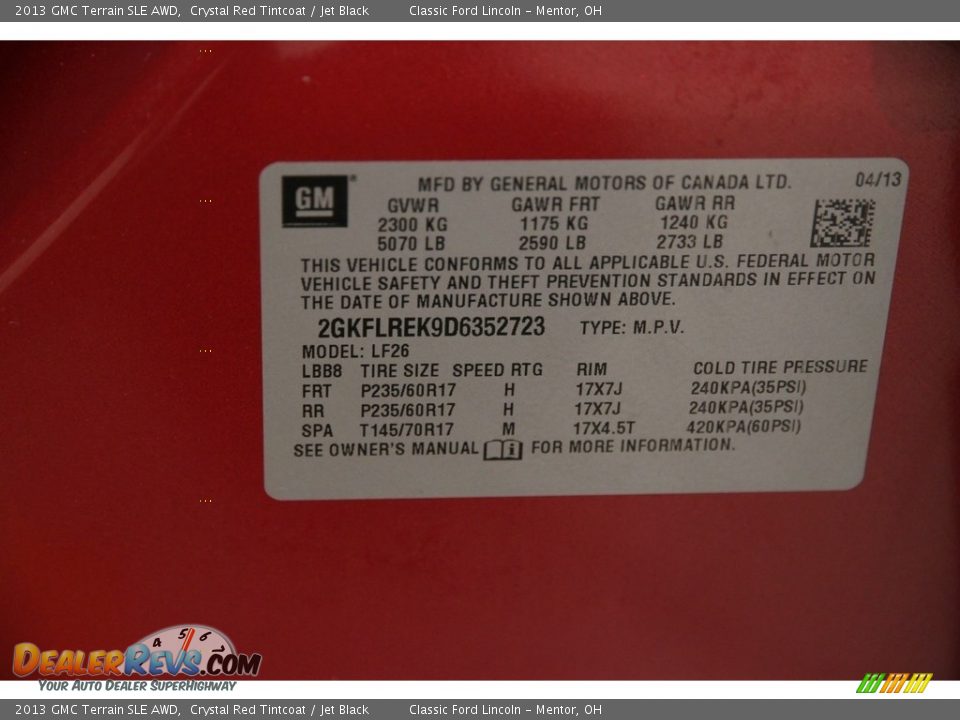 2013 GMC Terrain SLE AWD, Crystal Red Tintcoat / Jet Black Classic Ford Lincoln - Mentor, OH
GM MFD BY GENERAL MOTORS OF CANADA LTD. 04/13
GVWR GAWR FRT GAWR RR
2300 KG 1175 KG 1240 KG
5070 LB 2590 LB 2733 LB
THIS VEHICLE CONFORMS TO ALL APPLICABLE U.S. FEDERAL MOTOR
VEHICLE SAFETY AND THEFT PREVENTION STANDARDS IN EFFECT ON
THE DATE OF MANUFACTURE SHOWN ABOVE.
2GKFLREK9D6352723 TYPE: M.P.V.
MODEL: LF26
LBB8 TIRE SIZE SPEED RTG RIM COLD TIRE PRESSURE
FRT P235/60R17 H 17X7J 240KPA(35PSI)
RR P235/60R17 H 17X7J 240KPA(35PSI)
SPA T145/70R17 M 17X4.5T 420KPA(60PSI)
SEE OWNER'S MANUAL i FOR MORE INFORMATION.
4 5 6 7
DEALERREVS.COM
YOUR AUTO DEALER SUPERHIGHWAY
2013 GMC Terrain SLE AWD, Crystal Red Tintcoat / Jet Black Classic Ford Lincoln - Mentor, OH